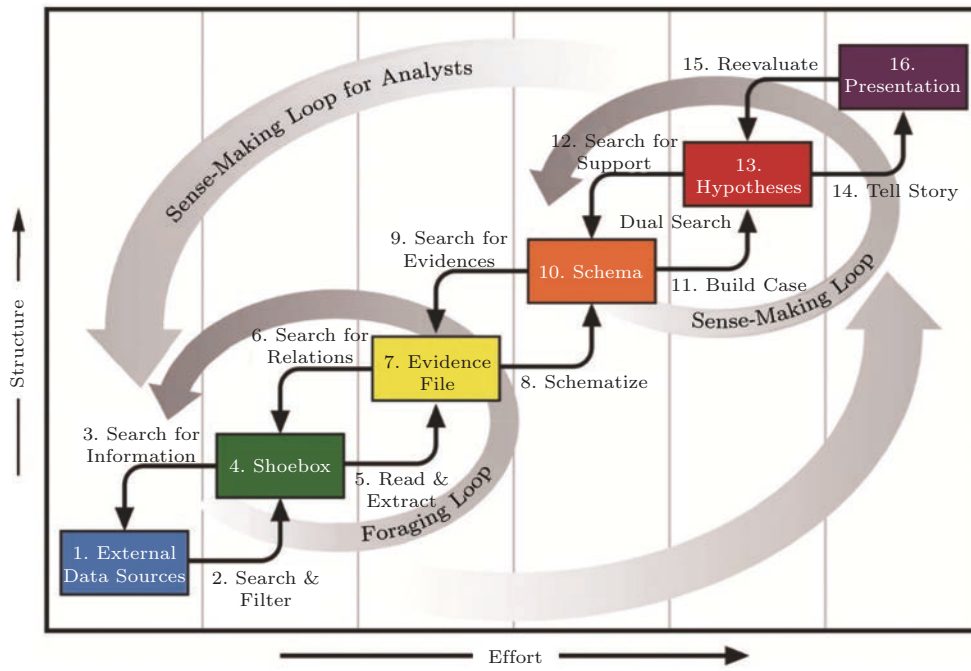 15. Reevaluate
16.
Presentation
Sense-Making Loop for Analysts
12. Search for
Support
13.
Hypotheses
14. Tell Story
Dual Search
9. Search for
Evidences
10. Schema
11. Build Case
Sense-Making Loop
6. Search for
Relations
7. Evidence
File
8. Schematize
3. Search for
Information
4. Shoebox
5. Read &
Extract
Foraging Loop
1. External
Data Sources
2. Search &
Filter
Structure
Effort